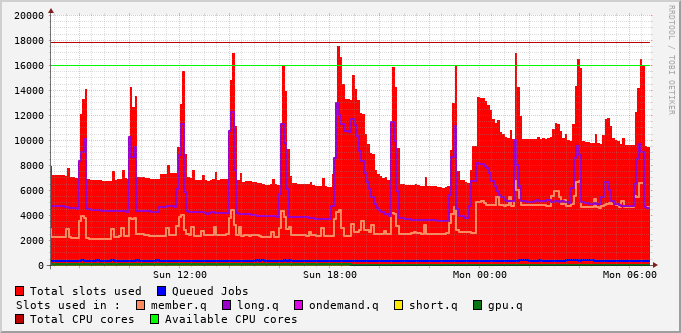 20000
18000
16000
14000
12000
10000
8000
6000
4000
2000
0
Sun 12:00 Sun 18:00 Mon 00:00 Mon 06:00
RRDTOOL / TOBI OETIKER
Total slots used Queued Jobs
Slots used in : member.q long.q ondemand.q short.q gpu.q
Total CPU cores Available CPU cores